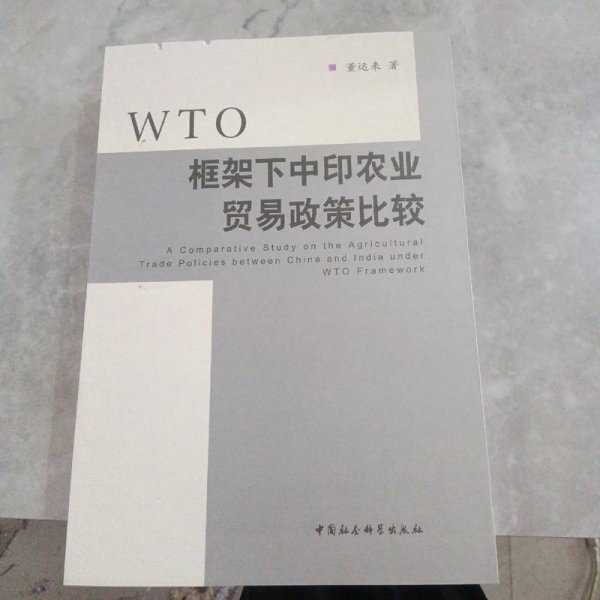 ■ 董运来 著
WTO
框架下中印农业
贸易政策比较
A Comparative Study on the Agricultural
Trade Policies between China and India under
WTO Framework
中国社会科学出版社